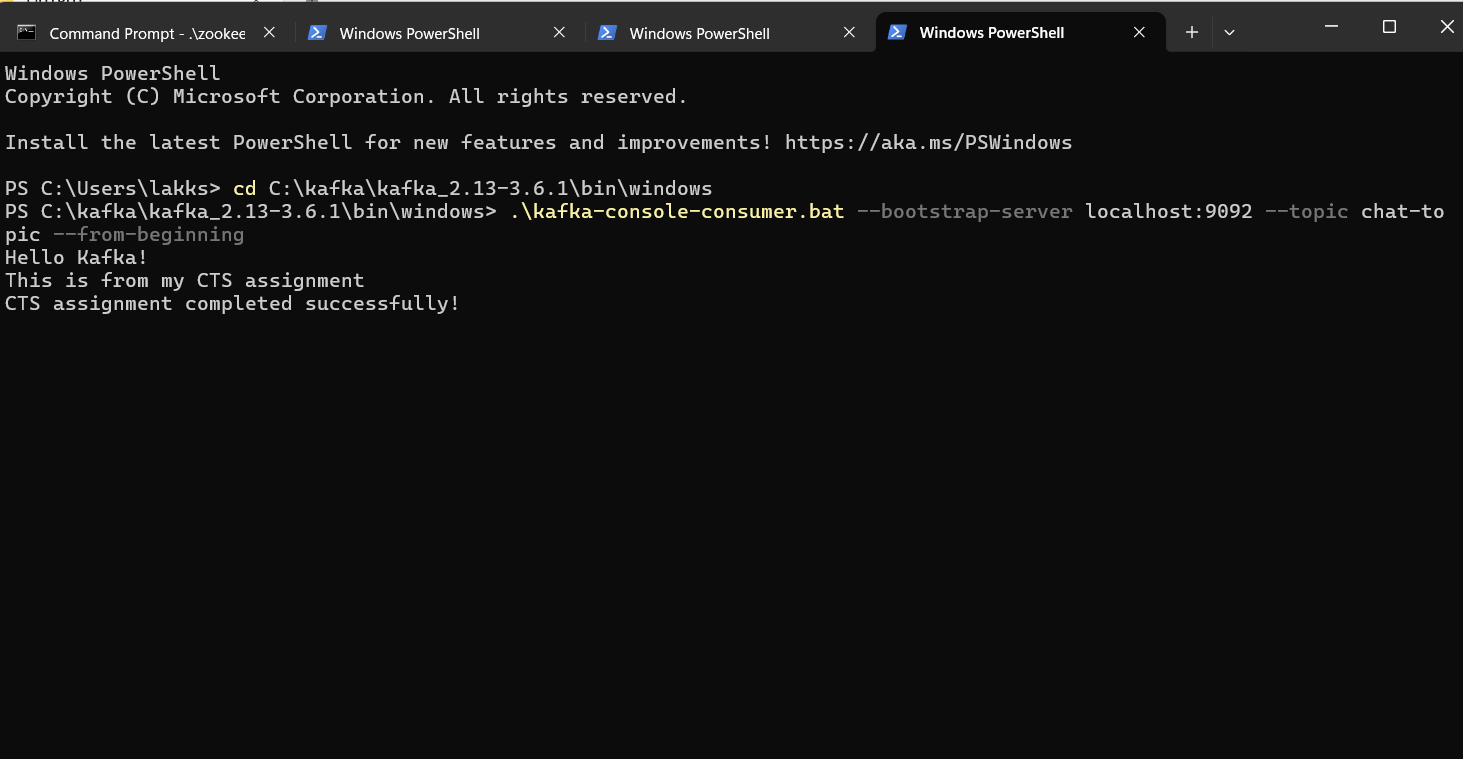 Command Prompt - .\zookee
Windows PowerShell
Windows PowerShell
Windows PowerShell
Windows PowerShell
Copyright (C) Microsoft Corporation. All rights reserved.
Install the latest PowerShell for new features and improvements! https://aka.ms/PSWindows
PS C:\Users\lakks> cd C:\kafka\kafka_2.13-3.6.1\bin\windows
PS C:\kafka\kafka_2.13-3.6.1\bin\windows> .\kafka-console-consumer.bat --bootstrap-server localhost:9092 --topic chat-to
pic --from-beginning
Hello Kafka!
This is from my CTS assignment
CTS assignment completed successfully!